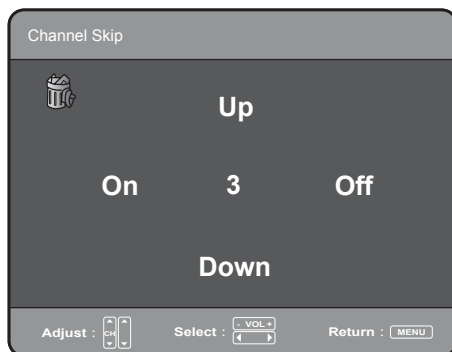 Channel Skip
Up
On 3 Off
Down
Adjust : CH Select : - VOL + Return : MENU